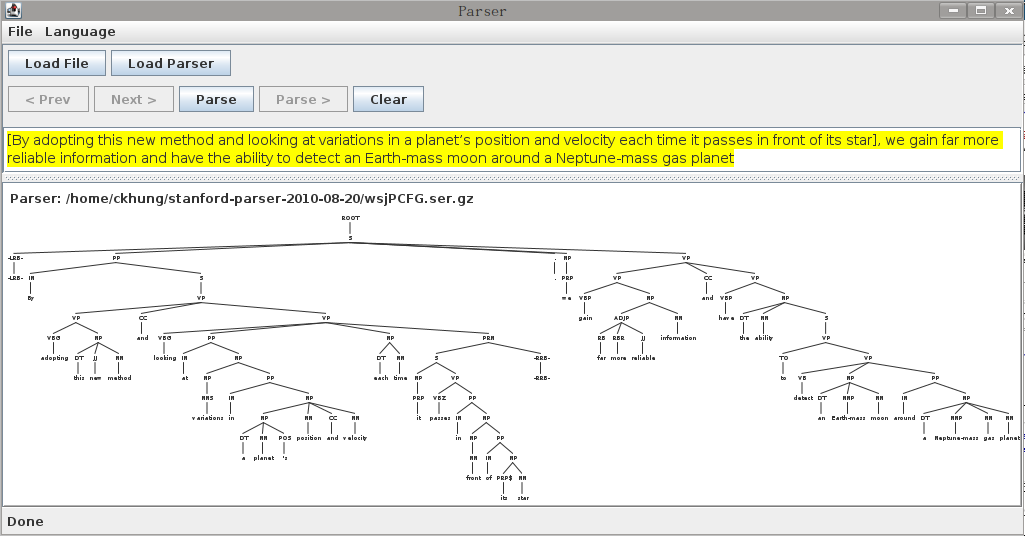 Parser
File Language
Load File Load Parser
< Prev Next > Parse Parse > Clear
[By adopting this new method and looking at variations in a planet's position and velocity each time it passes in front of its star], we gain far more
reliable information and have the ability to detect an Earth-mass moon around a Neptune-mass gas planet
Parser: /home/ckhung/stanford-parser-2010-08-20/wsjPCFG.ser.gz
ROOT
S
-LRB- PP , NP VP
-LRB- IN S , PRP VP CC VP
By VP we VBP NP and VBP NP
VP CC VP gain ADJP NN have DT NN S
VBG NP and VBG PP NP PRN RB RBR JJ information the ability VP
adopting DT JJ NN looking IN NP DT NN S -RRB- far more reliable TO VP
this new method at NP PP each time NP VP -RRB- to VB NP PP
NNS IN NP PRP VBZ PP detect DT NNP NN IN NP
variations in NP NN CC NN it passes IN NP an Earth-mass moon around DT NNP NN NN
DT NN POS position and velocity in NP PP a Neptune-mass gas planet
a planet 's NN IN NP
front of PRP$ NN
its star
Done